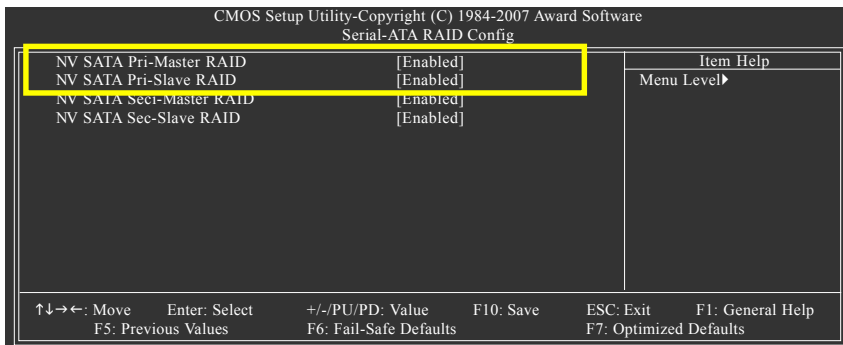 CMOS Setup Utility-Copyright (C) 1984-2007 Award Software
Serial-ATA RAID Config
NV SATA Pri-Master RAID [Enabled]
NV SATA Pri-Slave RAID [Enabled]
NV SATA Seci-Master RAID [Enabled]
NV SATA Sec-Slave RAID [Enabled]
Item Help
Menu Level▶
↑↓→←: Move Enter: Select +/-/PU/PD: Value F10: Save ESC: Exit F1: General Help
F5: Previous Values F6: Fail-Safe Defaults F7: Optimized Defaults